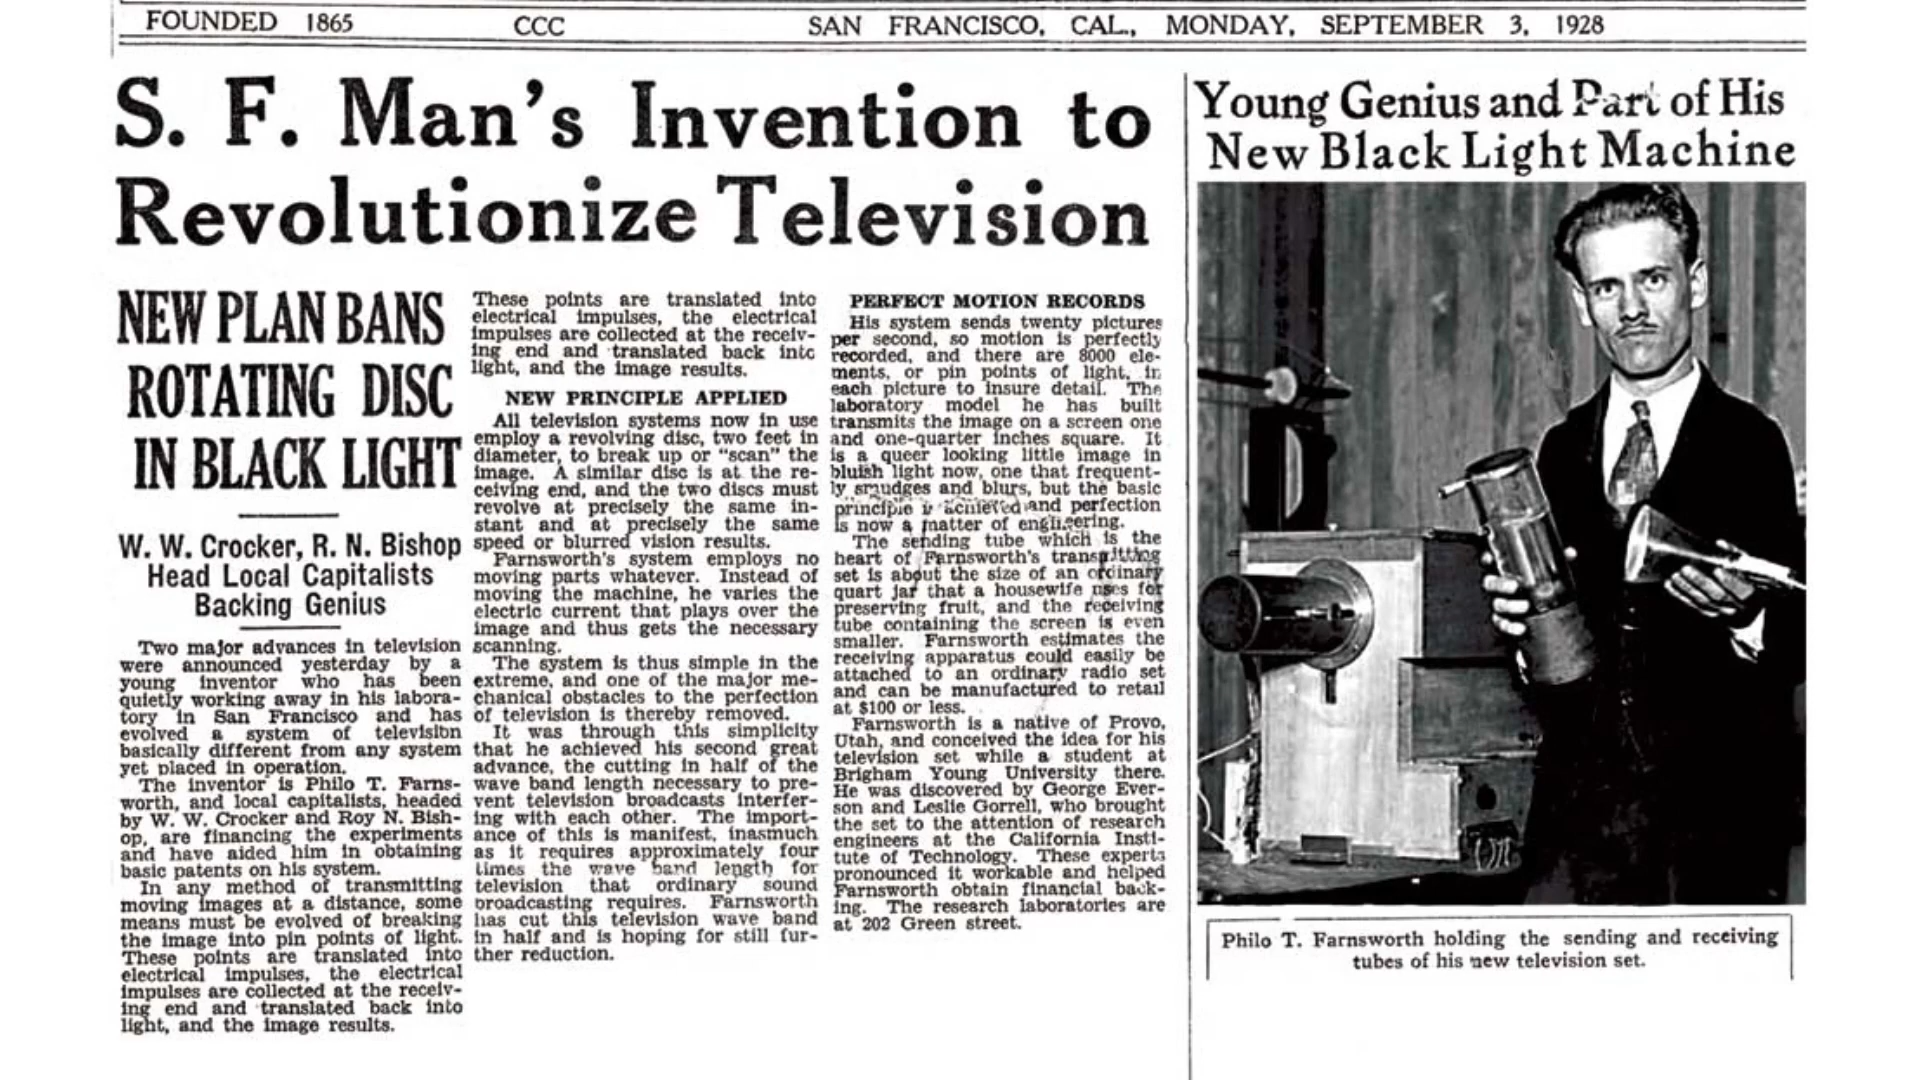 FOUNDED 1865 CCC SAN FRANCISCO, CAL., MONDAY, SEPTEMBER 3, 1928
S. F. Man's Invention to
Revolutionize Television
NEW PLAN BANS
ROTATING DISC
IN BLACK LIGHT
W. W. Crocker, R. N. Bishop
Head Local Capitalists
Backing Genius
Two major advances in television
were announced yesterday by a
young inventor who has been
quietly working away in his labora-
tory in San Francisco and has
evolved a system of television
basically different from any system
yet placed in operation.
The inventor is Philo T. Farns-
worth, and local capitalists, headed
by W. W. Crocker and Roy N. Bish-
op, are financing the experiments
and have aided him in obtaining
basic patents on his system.
In any method of transmitting
moving images at a distance, some
means must be evolved of breaking
the image into pin points of light.
These points are translated into
electrical impulses, the electrical
impulses are collected at the receiv-
ing end and translated back into
light, and the image results.
These points are translated into
electrical impulses, the electrical
impulses are collected at the receiv-
ing end and translated back into
light, and the image results.
NEW PRINCIPLE APPLIED
All television systems now in use
employ a revolving disc, two feet in
diameter, to break up or "scan" the
image. A similar disc is at the re-
ceiving end, and the two discs must
revolve at precisely the same in-
stant and at precisely the same
speed or blurred vision results.
Farnsworth's system employs no
moving parts whatever. Instead of
moving the machine, he varies the
electric current that plays over the
image and thus gets the necessary
scanning.
The system is thus simple in the
extreme, and one of the major me-
chanical obstacles to the perfection
of television is thereby removed.
It was through this simplicity
that he achieved his second great
advance, the cutting in half of the
wave band length necessary to pre-
vent television broadcasts interfer-
ing with each other. The import-
ance of this is manifest, inasmuch
as it requires approximately four
times the wave band length for
television that ordinary sound
broadcasting requires. Farnsworth
has cut this television wave band
in half and is hoping for still fur-
ther reduction.
PERFECT MOTION RECORDS
His system sends twenty pictures
per second, so motion is perfectly
recorded, and there are 8000 ele-
ments, or pin points of light, in
each picture to insure detail. The
laboratory model he has built
transmits the image on a screen one
and one-quarter inches square. It
is a queer looking little image in
bluish light now, one that frequent-
ly smudges and blurs, but the basic
principle is achieved and perfection
is now a matter of engineering.
The sending tube which is the
heart of Farnsworth's transmitting
set is about the size of an ordinary
quart jar that a housewife uses for
preserving fruit, and the receiving
tube containing the screen is even
smaller. Farnsworth estimates the
receiving apparatus could easily be
attached to an ordinary radio set
and can be manufactured to retail
at $100 or less.
Farnsworth is a native of Provo,
Utah, and conceived the idea for his
television set while a student at
Brigham Young University there.
He was discovered by George Ever-
son and Leslie Gorrell, who brought
the set to the attention of research
engineers at the California Insti-
tute of Technology. These experts
pronounced it workable and helped
Farnsworth obtain financial back-
ing. The research laboratories are
at 202 Green street.
Young Genius and Part of His
New Black Light Machine
Philo T. Farnsworth holding the sending and receiving
tubes of his new television set.